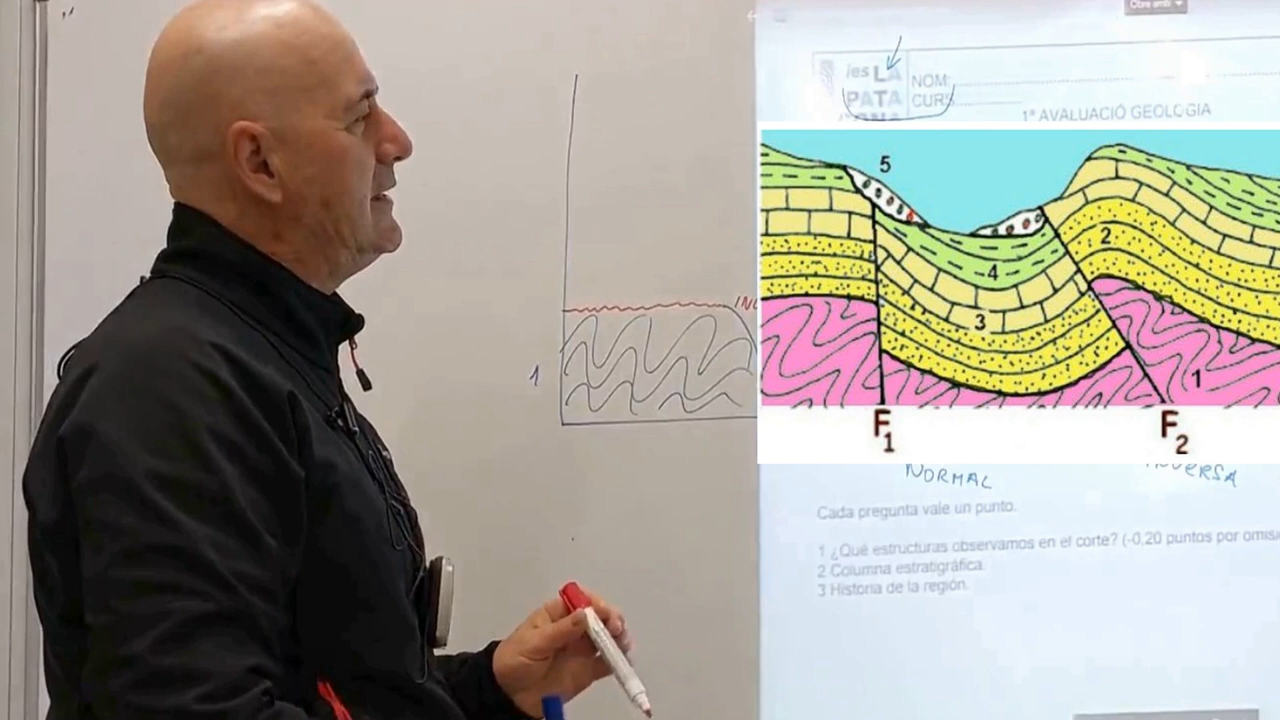 Obre amb
ies LA
PATA
NOM:
CURS
1ª AVALUACIÓ GEOLOGIA
5
2
4
3
1
F1
F2
1
NORMAL
Cada pregunta vale un punto.
1 ¿Qué estructuras observamos en el corte? (-0,20 puntos por
2 Columna estratigráfica.
3 Historia de la región.